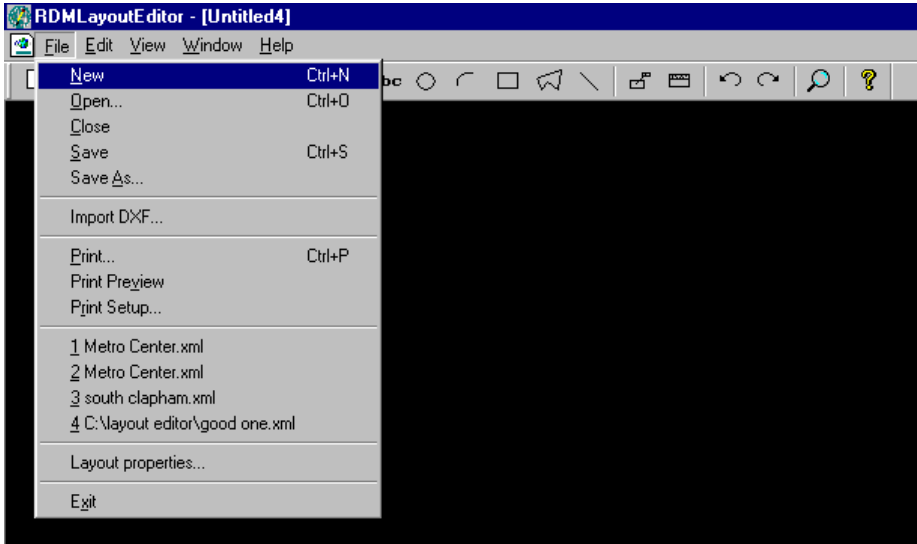 RDMLayoutEditor - [Untitled4]
File Edit View Window Help
bc
New Ctrl+N
Open... Ctrl+O
Close
Save Ctrl+S
Save As...
Import DXF...
Print... Ctrl+P
Print Preview
Print Setup...
1 Metro Center.xml
2 Metro Center.xml
3 south clapham.xml
4 C:\layout editor\good one.xml
Layout properties...
Exit